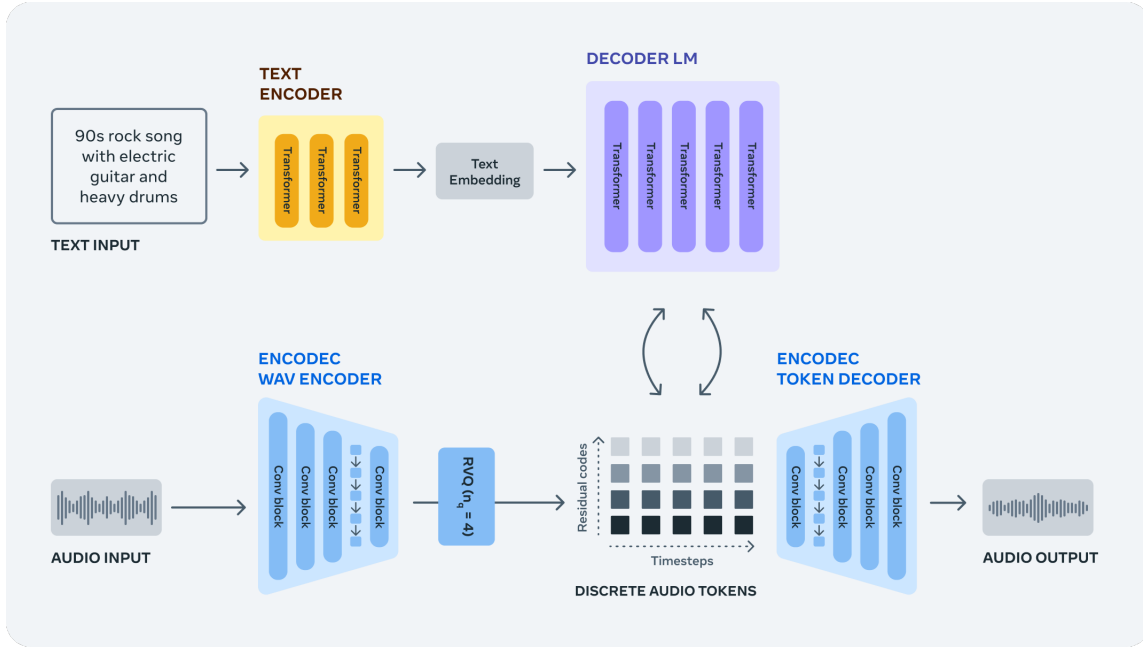 TEXT
ENCODER
DECODER LM
90s rock song
with electric
guitar and
heavy drums
TEXT INPUT
Transformer
Transformer
Transformer
Text
Embedding
Transformer
Transformer
Transformer
Transformer
Transformer
ENCODEC
WAV ENCODER
ENCODEC
TOKEN DECODER
AUDIO INPUT
Conv block
Conv block
Conv block
Conv block
RVQ (n_q = 4)
Residual codes
Timesteps
DISCRETE AUDIO TOKENS
Conv block
Conv block
Conv block
Conv block
AUDIO OUTPUT